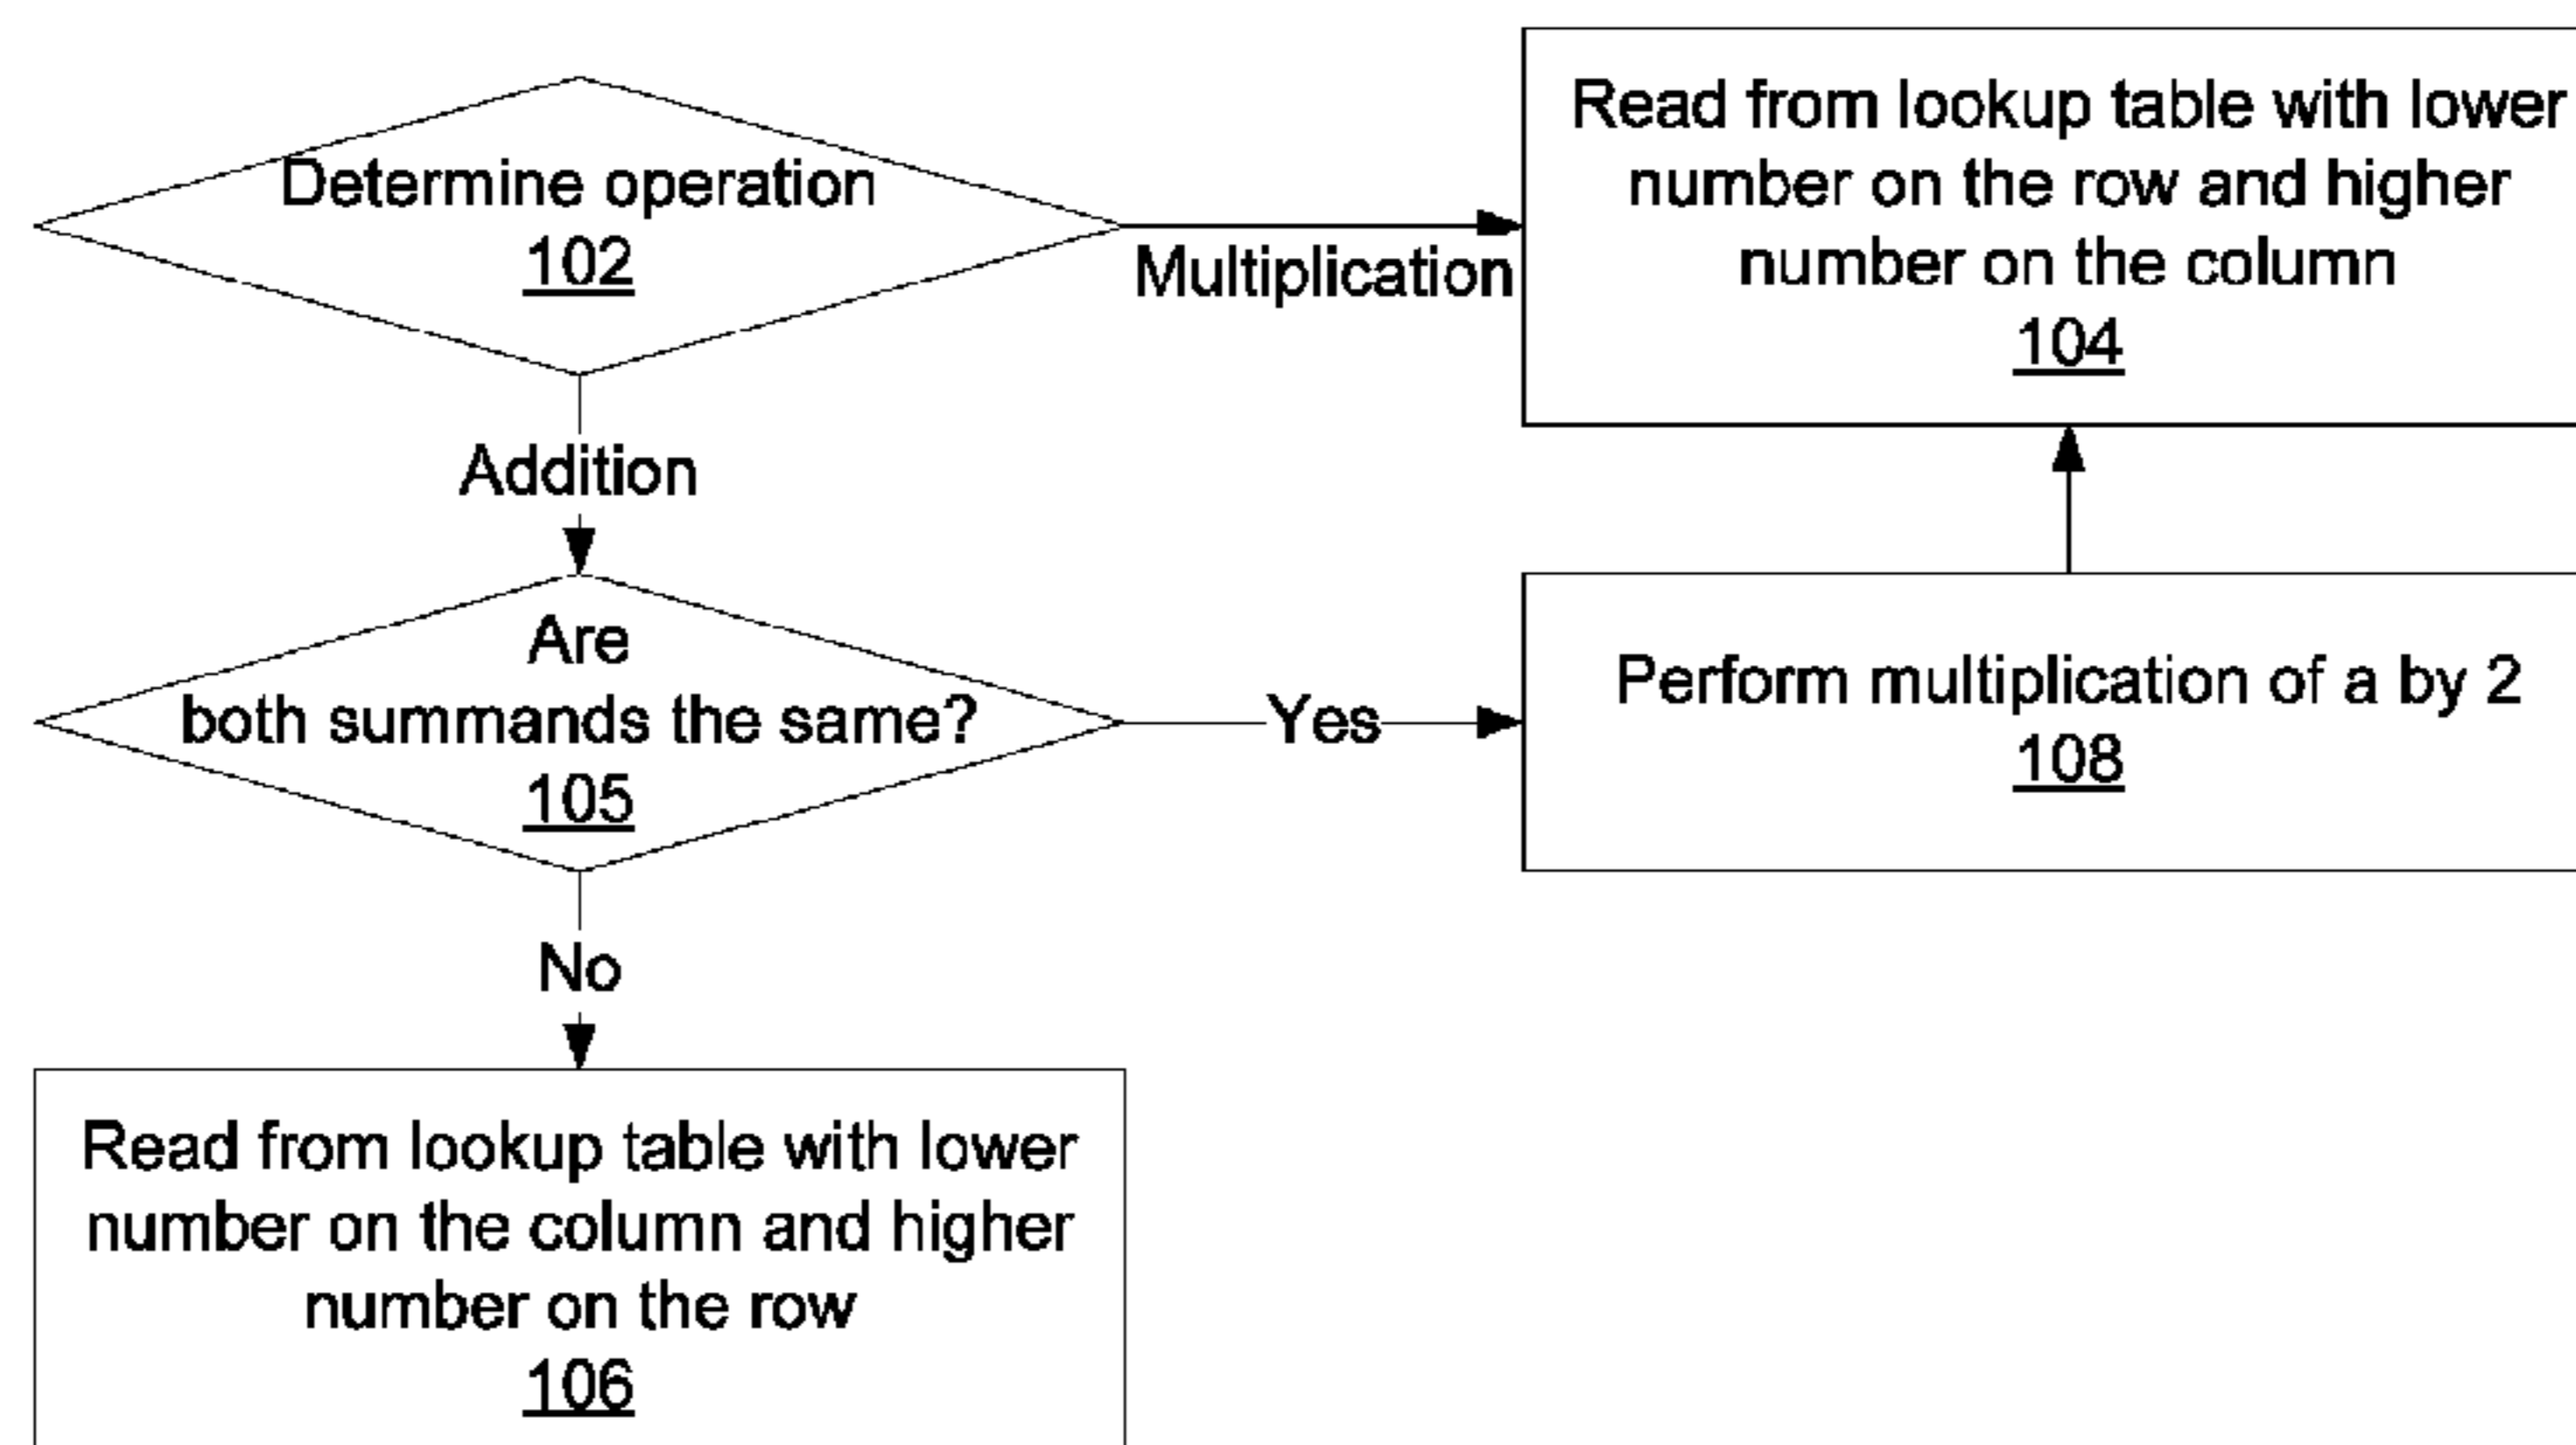 Determine operation
102
Multiplication
Read from lookup table with lower
number on the row and higher
number on the column
104
Addition
Are
both summands the same?
105
Yes
Perform multiplication of a by 2
108
No
Read from lookup table with lower
number on the column and higher
number on the row
106